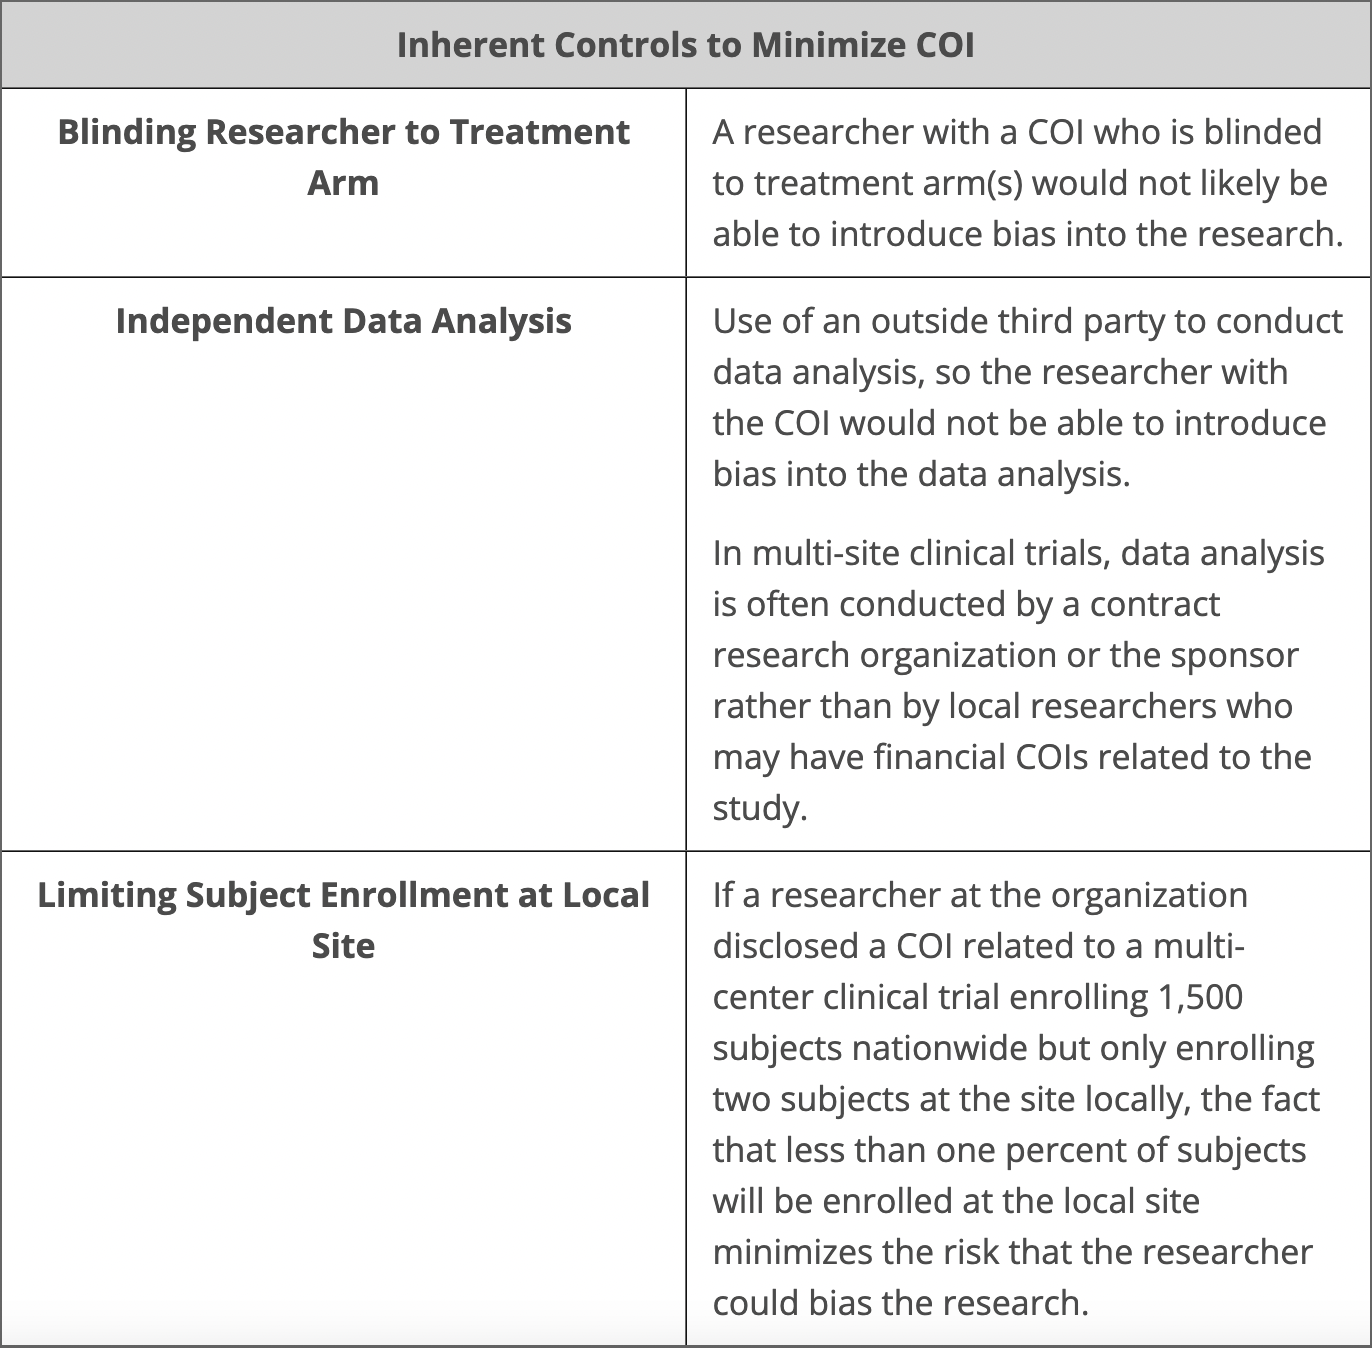 Inherent Controls to Minimize COI
Blinding Researcher to Treatment
Arm
A researcher with a COI who is blinded
to treatment arm(s) would not likely be
able to introduce bias into the research.
Independent Data Analysis
Use of an outside third party to conduct
data analysis, so the researcher with
the COI would not be able to introduce
bias into the data analysis.
In multi-site clinical trials, data analysis
is often conducted by a contract
research organization or the sponsor
rather than by local researchers who
may have financial COIs related to the
study.
Limiting Subject Enrollment at Local
Site
If a researcher at the organization
disclosed a COI related to a multi-
center clinical trial enrolling 1,500
subjects nationwide but only enrolling
two subjects at the site locally, the fact
that less than one percent of subjects
will be enrolled at the local site
minimizes the risk that the researcher
could bias the research.